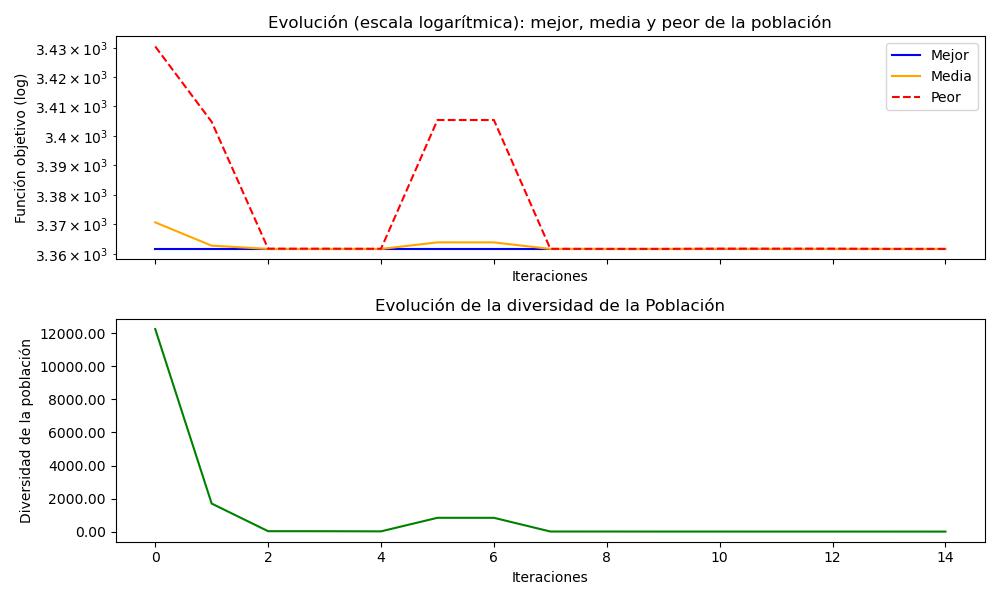 Evolución (escala logarítmica): mejor, media y peor de la población
3.43 × 10³
3.42 × 10³
3.41 × 10³
3.4 × 10³
3.39 × 10³
3.38 × 10³
3.37 × 10³
3.36 × 10³
Función objetivo (log)
Mejor
Media
Peor
Iteraciones
Evolución de la diversidad de la Población
12000.00
10000.00
8000.00
6000.00
4000.00
2000.00
0.00
Diversidad de la población
0 2 4 6 8 10 12 14
Iteraciones